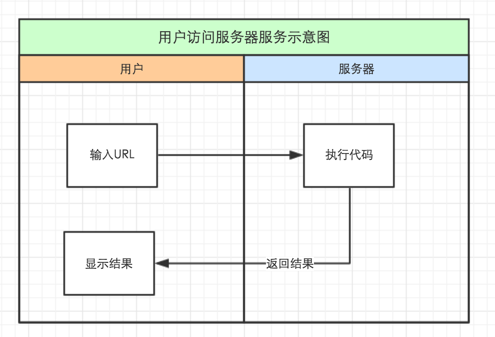 用户访问服务器服务示意图
用户
服务器
输入URL
执行代码
显示结果
返回结果